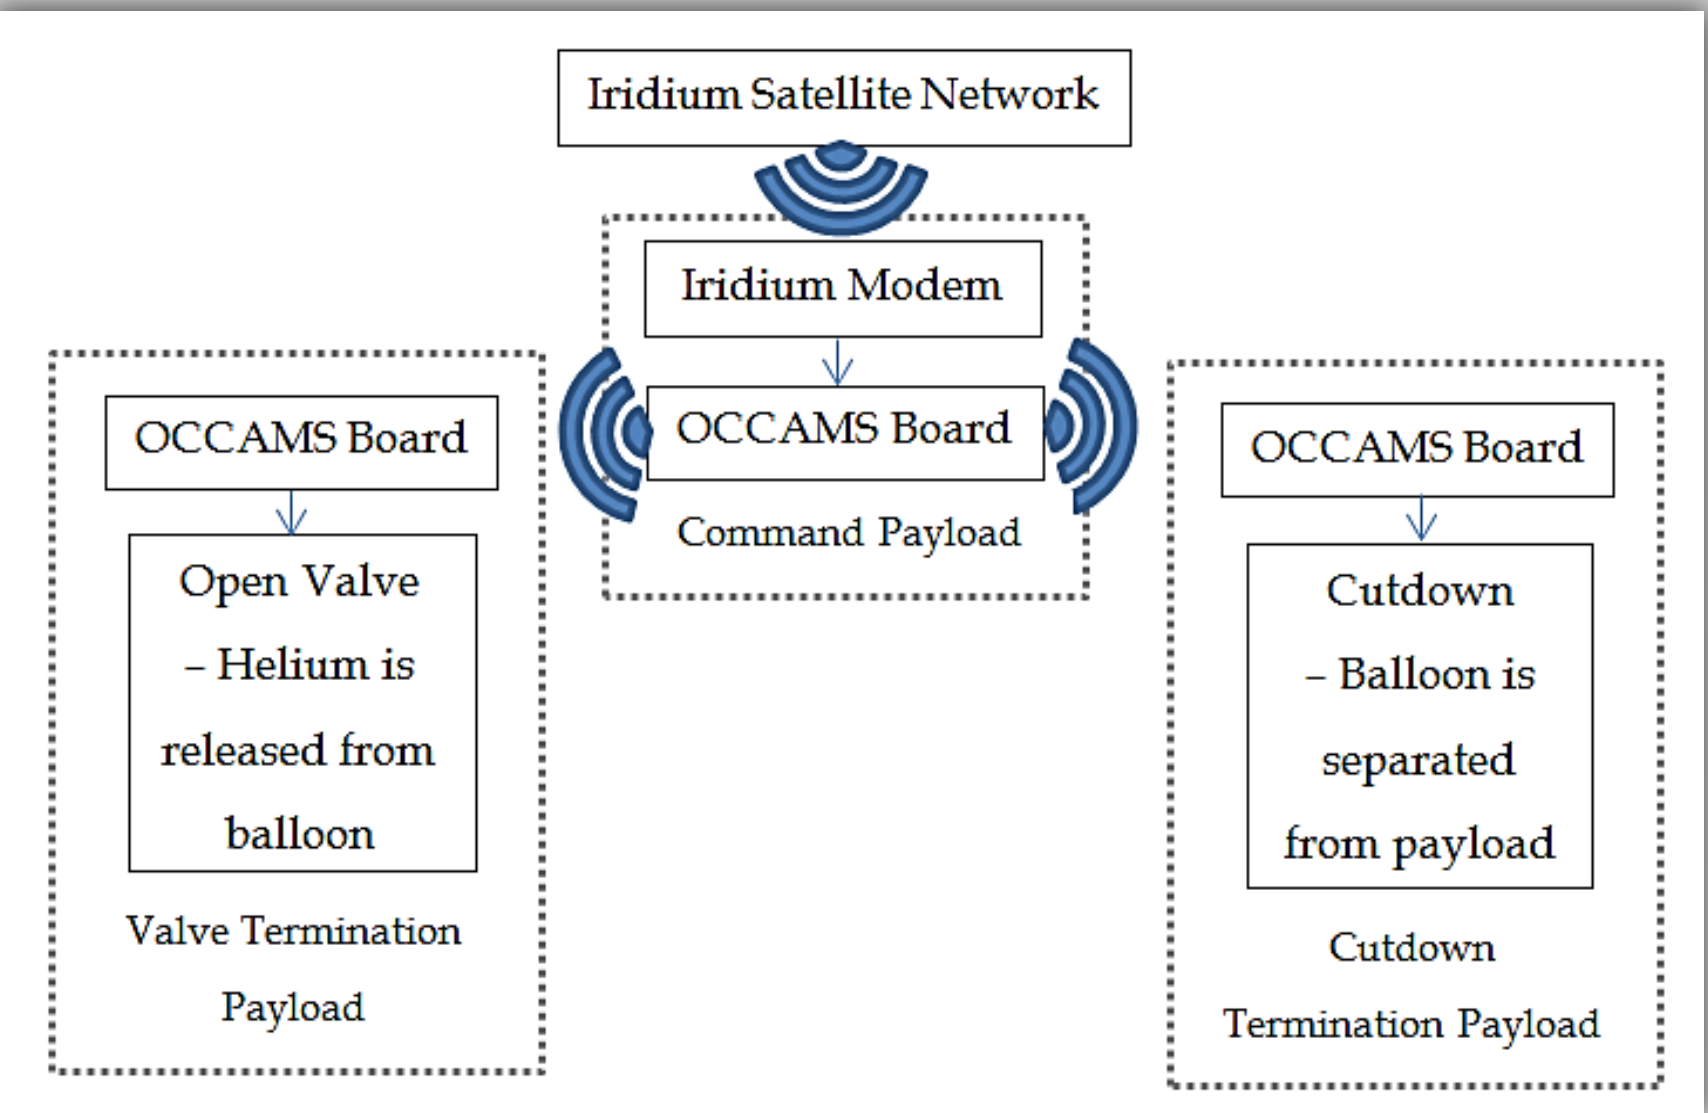 Iridium Satellite Network
Iridium Modem
OCCAMS Board
Command Payload
OCCAMS Board
Open Valve
– Helium is
released from
balloon
Valve Termination
Payload
OCCAMS Board
Cutdown
– Balloon is
separated
from payload
Cutdown
Termination Payload